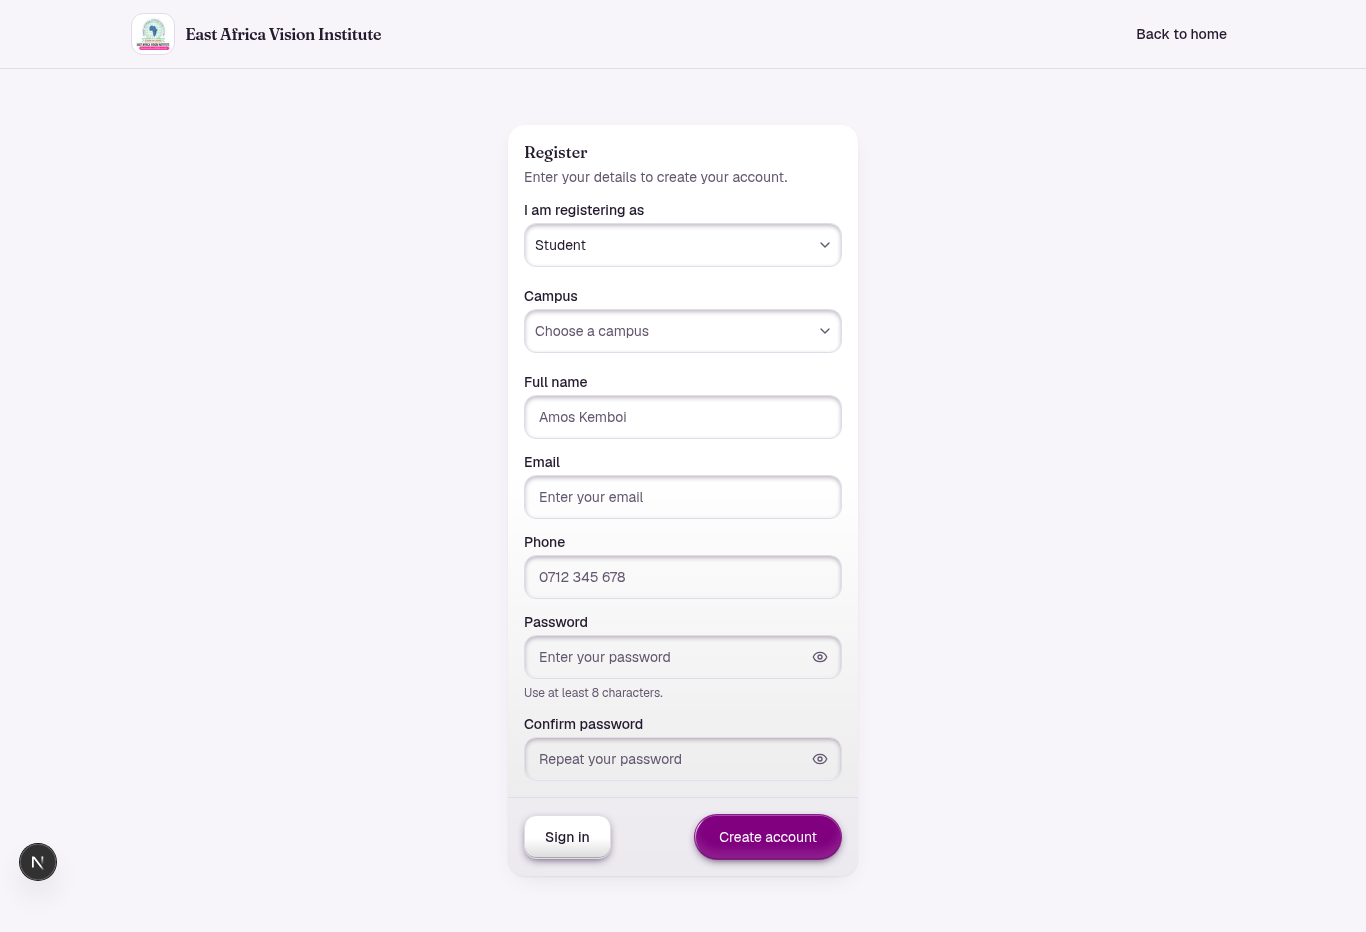 East Africa Vision Institute
Back to home
Register
Enter your details to create your account.
I am registering as
Student
Campus
Choose a campus
Full name
Amos Kemboi
Email
Enter your email
Phone
0712 345 678
Password
Enter your password
Use at least 8 characters.
Confirm password
Repeat your password
Sign in
Create account
N